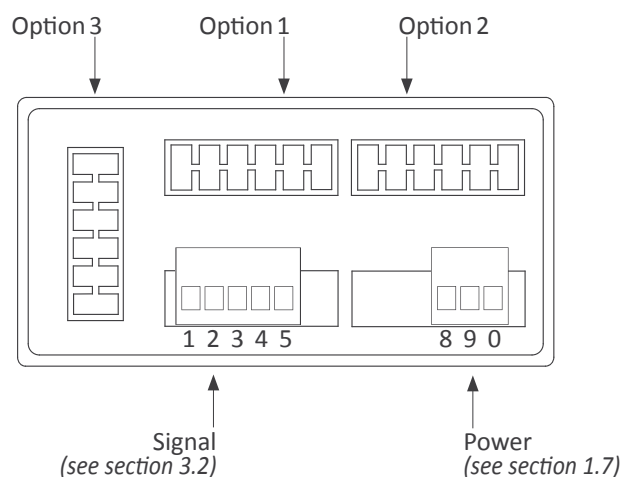 Option 3
Option 1
Option 2
1 2 3 4 5
8 9 0
Signal
(see section 3.2)
Power
(see section 1.7)